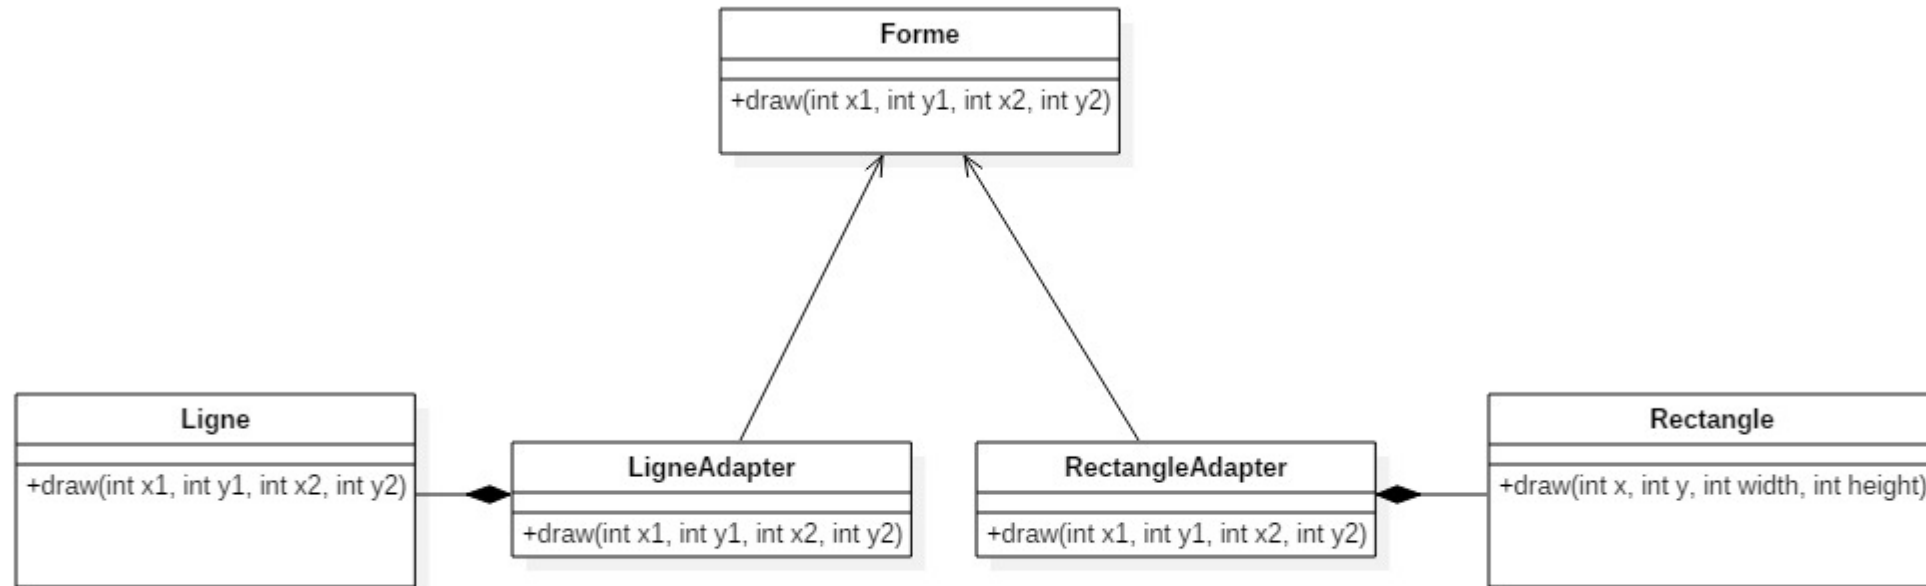 Forme
+draw(int x1, int y1, int x2, int y2)
Ligne
+draw(int x1, int y1, int x2, int y2)
LigneAdapter
+draw(int x1, int y1, int x2, int y2)
RectangleAdapter
+draw(int x1, int y1, int x2, int y2)
Rectangle
+draw(int x, int y, int width, int height)